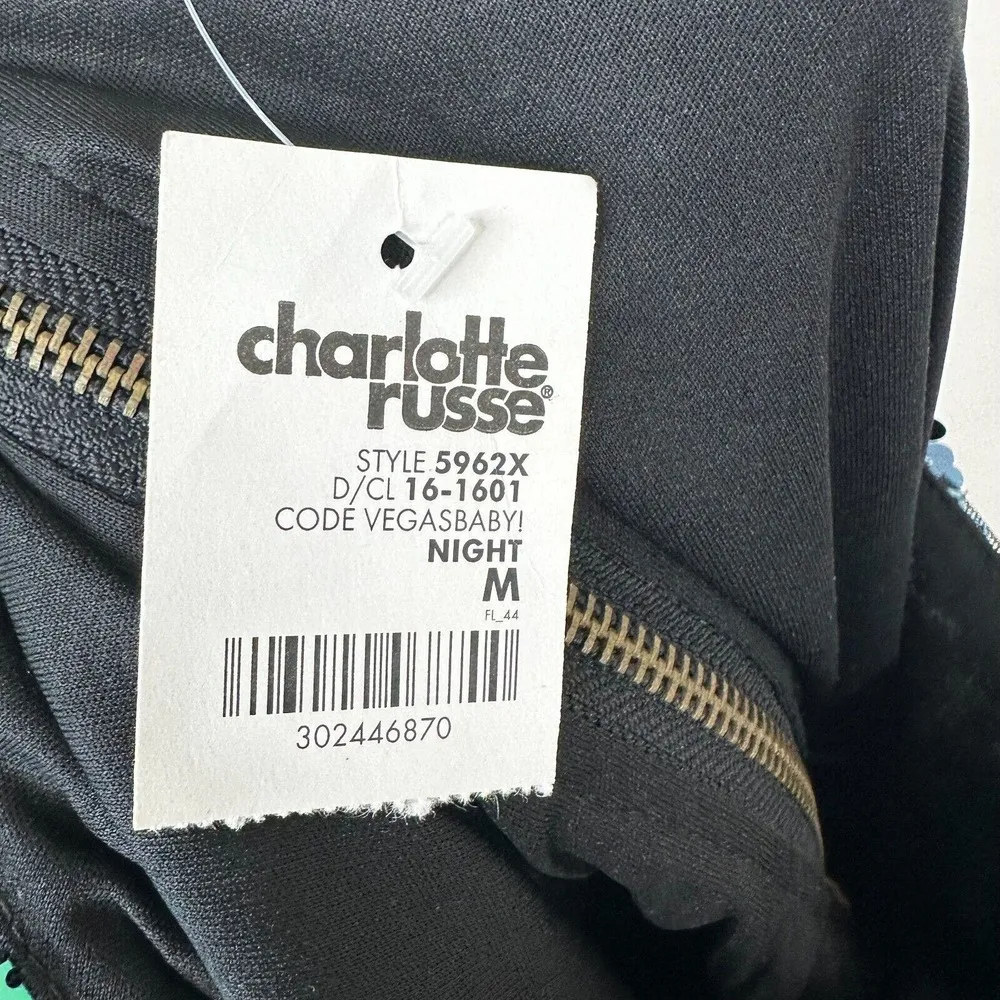 charlotte
russe®
STYLE 5962X
D/CL 16-1601
CODE VEGASBABY!
NIGHT
M
FL_44
302446870